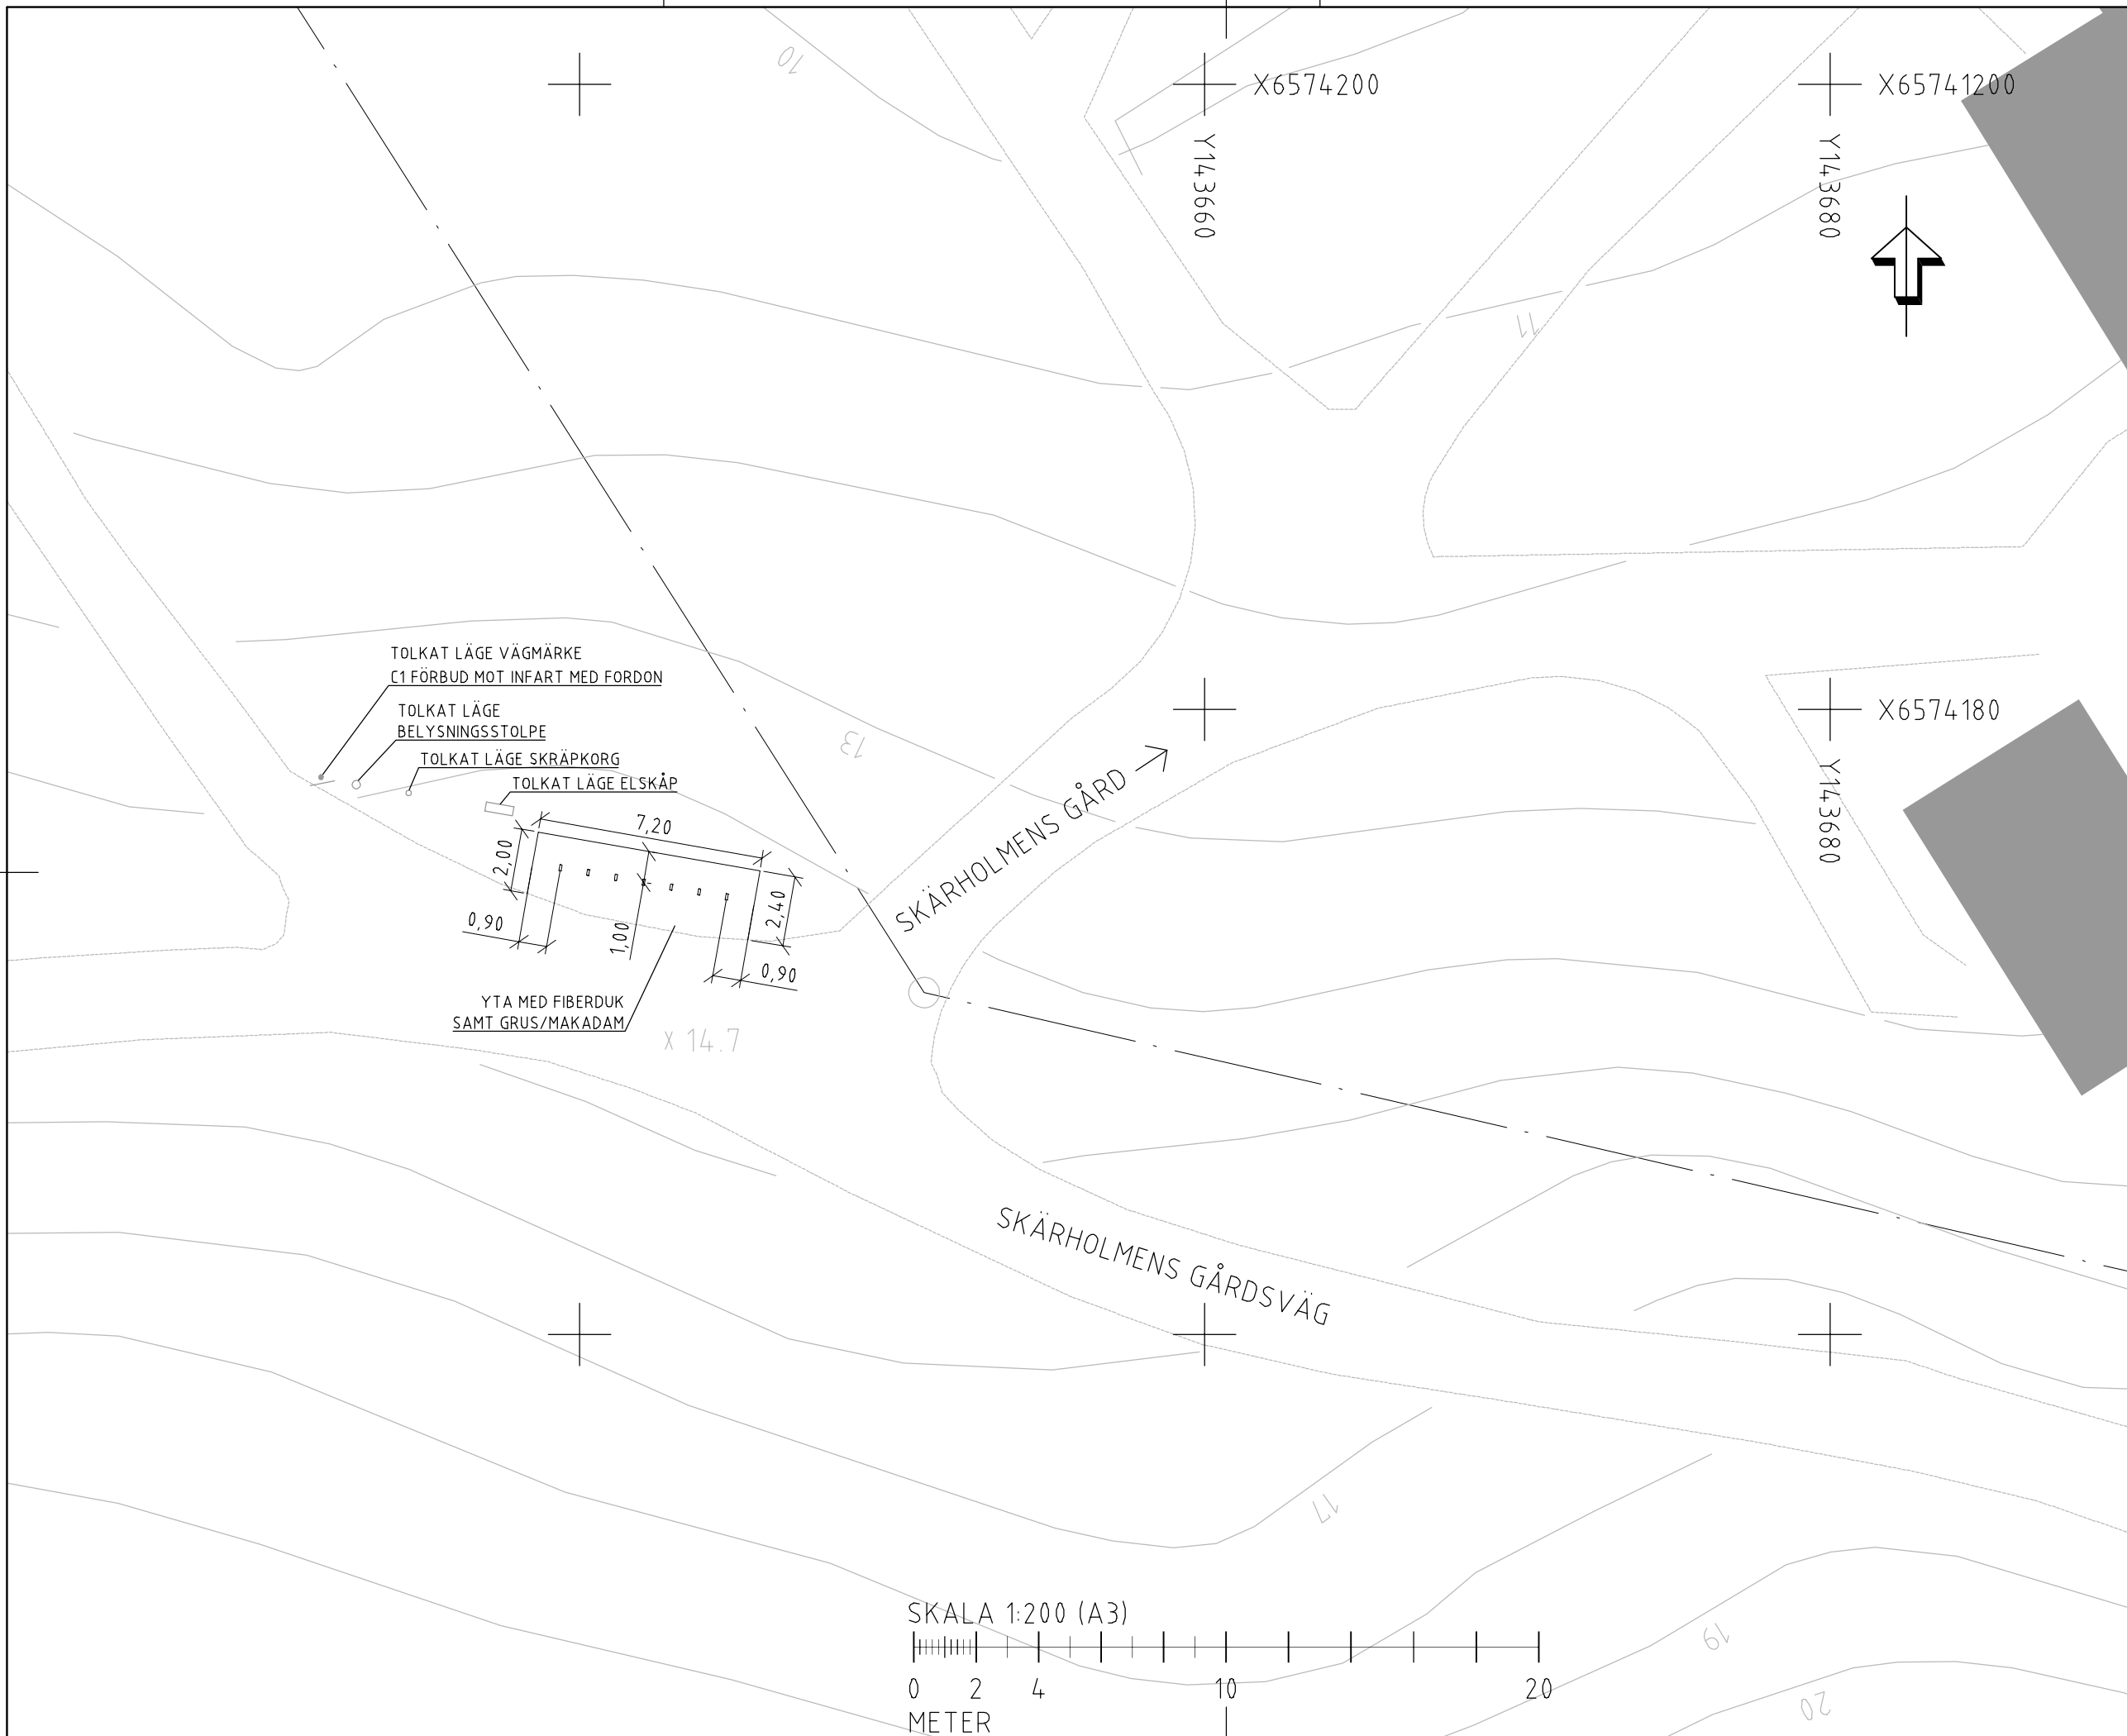 10
X6574200
X65741200
Y143660
Y143680
11
TOLKAT LÄGE VÄGMÄRKE
C1 FÖRBUD MOT INFART MED FORDON
TOLKAT LÄGE
BELYSNINGSSTOLPE
TOLKAT LÄGE SKRÄPKORG
TOLKAT LÄGE ELSKÅP
13
X6574180
Y143680
7,20
2,00
2,40
0,90
1,00
0,90
SKÄRHOLMENS GÅRD
YTA MED FIBERDUK
SAMT GRUS/MAKADAM
X 14.7
SKÄRHOLMENS GÅRDSVÄG
17
19
20
SKALA 1:200 (A3)
0 2 4 10 20
METER